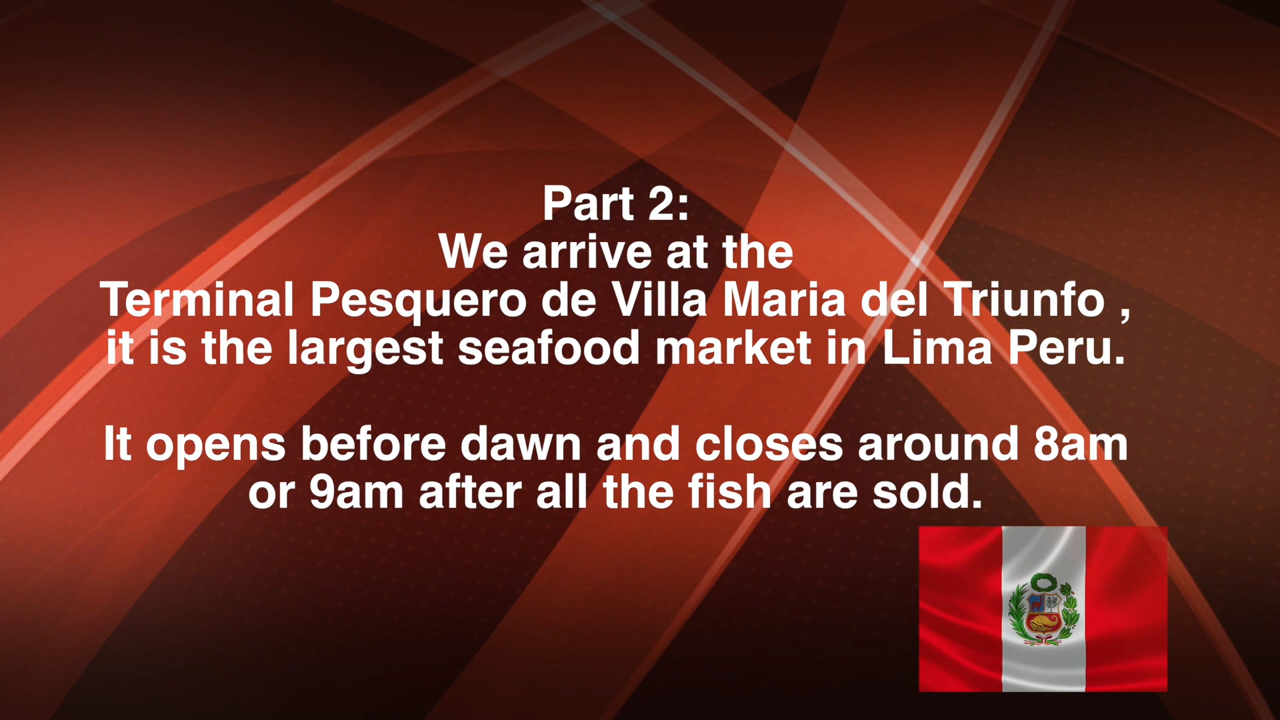 Part 2:
We arrive at the
Terminal Pesquero de Villa Maria del Triunfo ,
it is the largest seafood market in Lima Peru.
It opens before dawn and closes around 8am
or 9am after all the fish are sold.